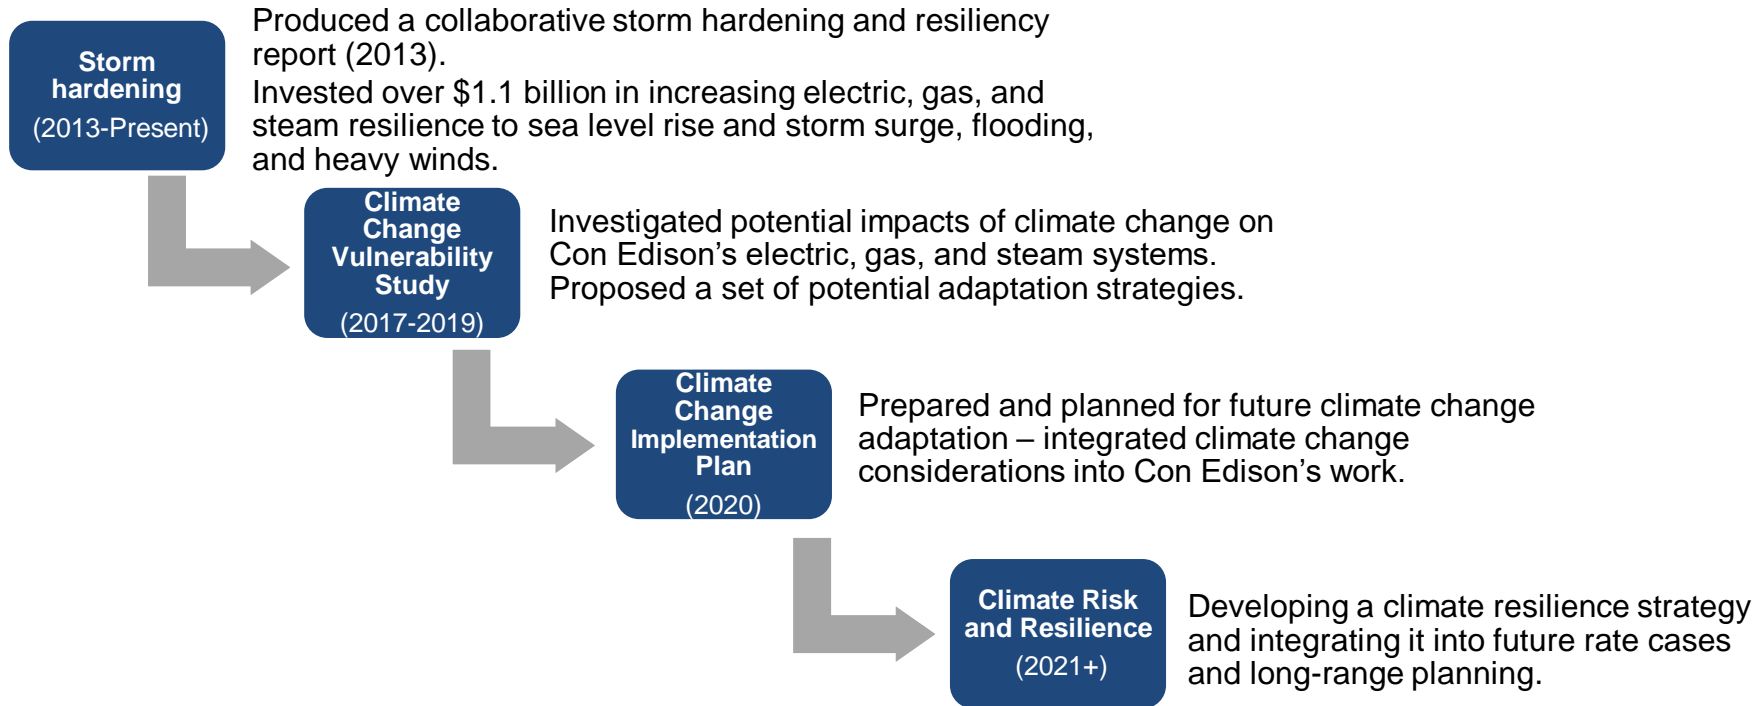 Storm
hardening
(2013-Present)
Produced a collaborative storm hardening and resiliency
report (2013).
Invested over $1.1 billion in increasing electric, gas, and
steam resilience to sea level rise and storm surge, flooding,
and heavy winds.
Climate
Change
Vulnerability
Study
(2017-2019)
Investigated potential impacts of climate change on
Con Edison’s electric, gas, and steam systems.
Proposed a set of potential adaptation strategies.
Climate
Change
Implementation
Plan
(2020)
Prepared and planned for future climate change
adaptation – integrated climate change
considerations into Con Edison’s work.
Climate Risk
and Resilience
(2021+)
Developing a climate resilience strategy
and integrating it into future rate cases
and long-range planning.